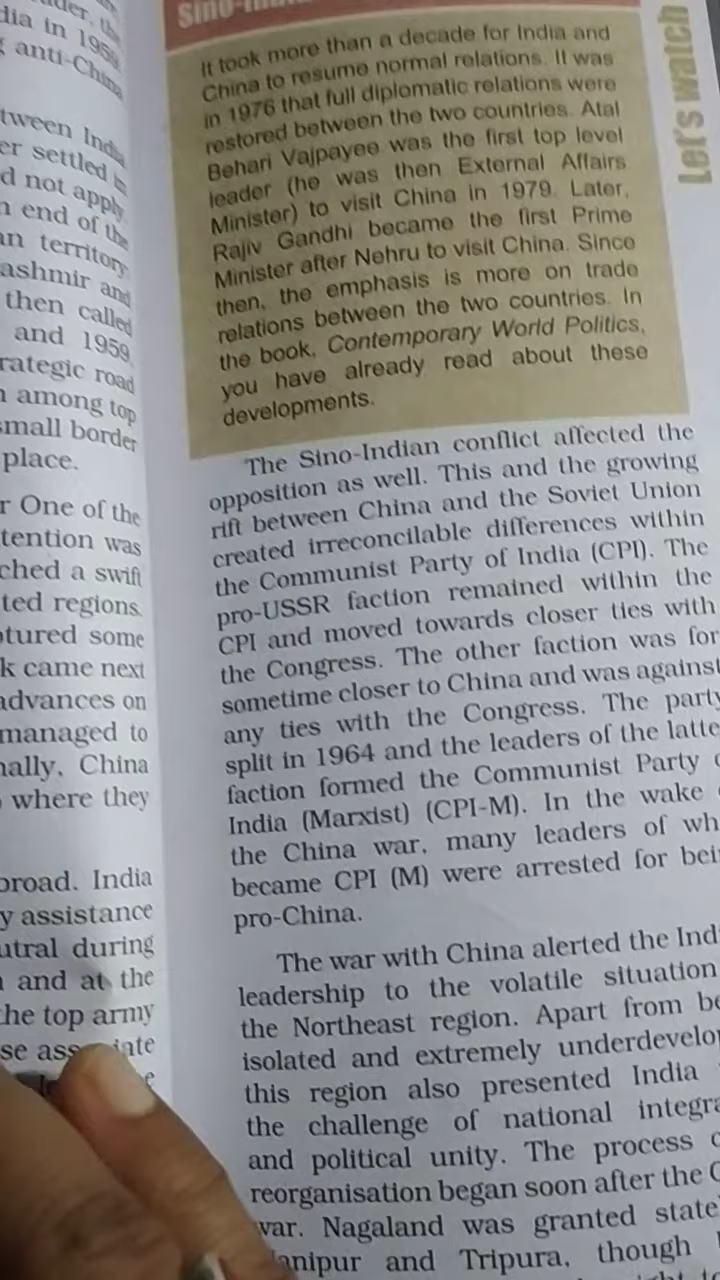 dia in 1959
anti-China
tween India
er settled in
d not apply
n end of the
an territory
ashmir and
then called
and 1959
rategic road
among top
small border
place.
r One of the
tention was
ched a swift
ted regions.
ptured some
k came next
advances on
managed to
nally, China
where they
broad. India
y assistance
utral during
and at the
the top army
se
It took more than a decade for India and
China to resume normal relations. It was
in 1976 that full diplomatic relations were
restored between the two countries. Atal
Behari Vajpayee was the first top level
leader (he was then External Affairs
Minister) to visit China in 1979. Later,
Rajiv Gandhi became the first Prime
Minister after Nehru to visit China. Since
then, the emphasis is more on trade
relations between the two countries. In
the book, Contemporary World Politics,
you have already read about these
developments.
Let's watch
The Sino-Indian conflict affected the
opposition as well. This and the growing
rift between China and the Soviet Union
created irreconcilable differences within
the Communist Party of India (CPI). The
pro-USSR faction remained within the
CPI and moved towards closer ties with
the Congress. The other faction was for
sometime closer to China and was against
any ties with the Congress. The party
split in 1964 and the leaders of the latte
faction formed the Communist Party
India (Marxist) (CPI-M). In the wake
the China war, many leaders of wh
became CPI (M) were arrested for bei
pro-China.
The war with China alerted the Ind
leadership to the volatile situation
the Northeast region. Apart from be
isolated and extremely underdevelo
this region also presented India
the challenge of national integra
and political unity. The process
reorganisation began soon after the
war. Nagaland was granted state
anipur and Tripura, though